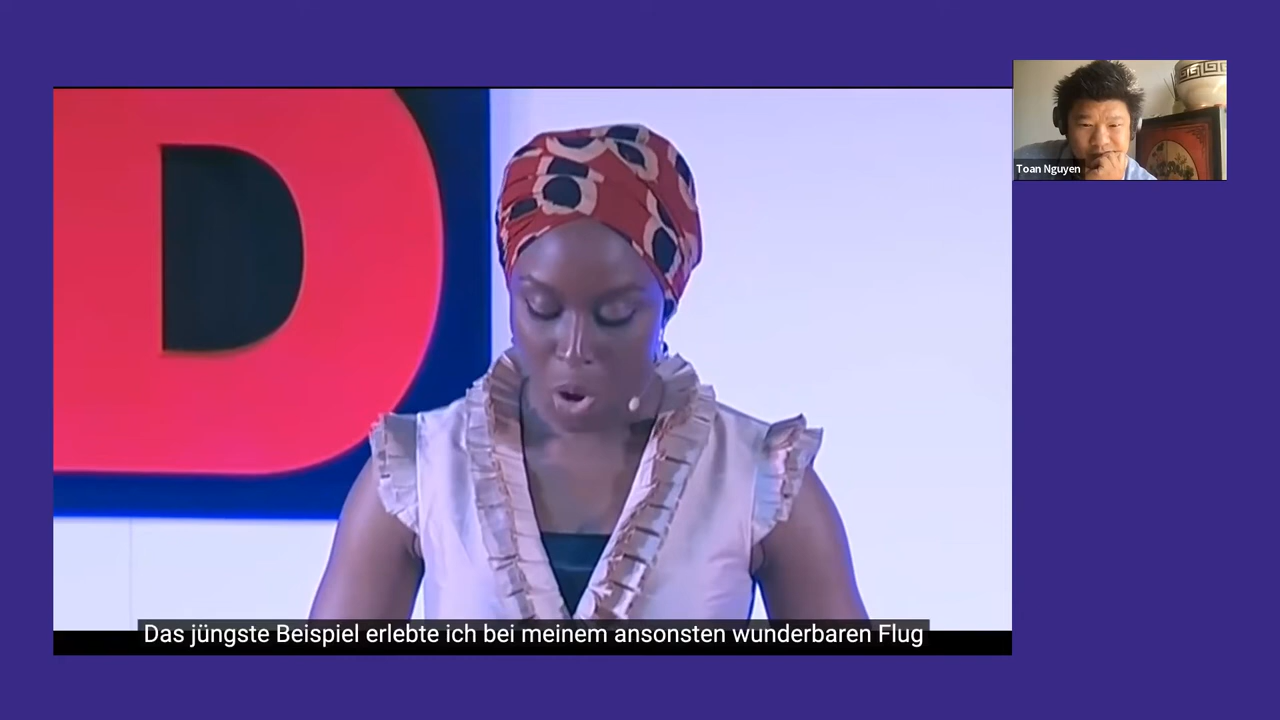 D
Toan Nguyen
Das jüngste Beispiel erlebte ich bei meinem ansonsten wunderbaren Flug